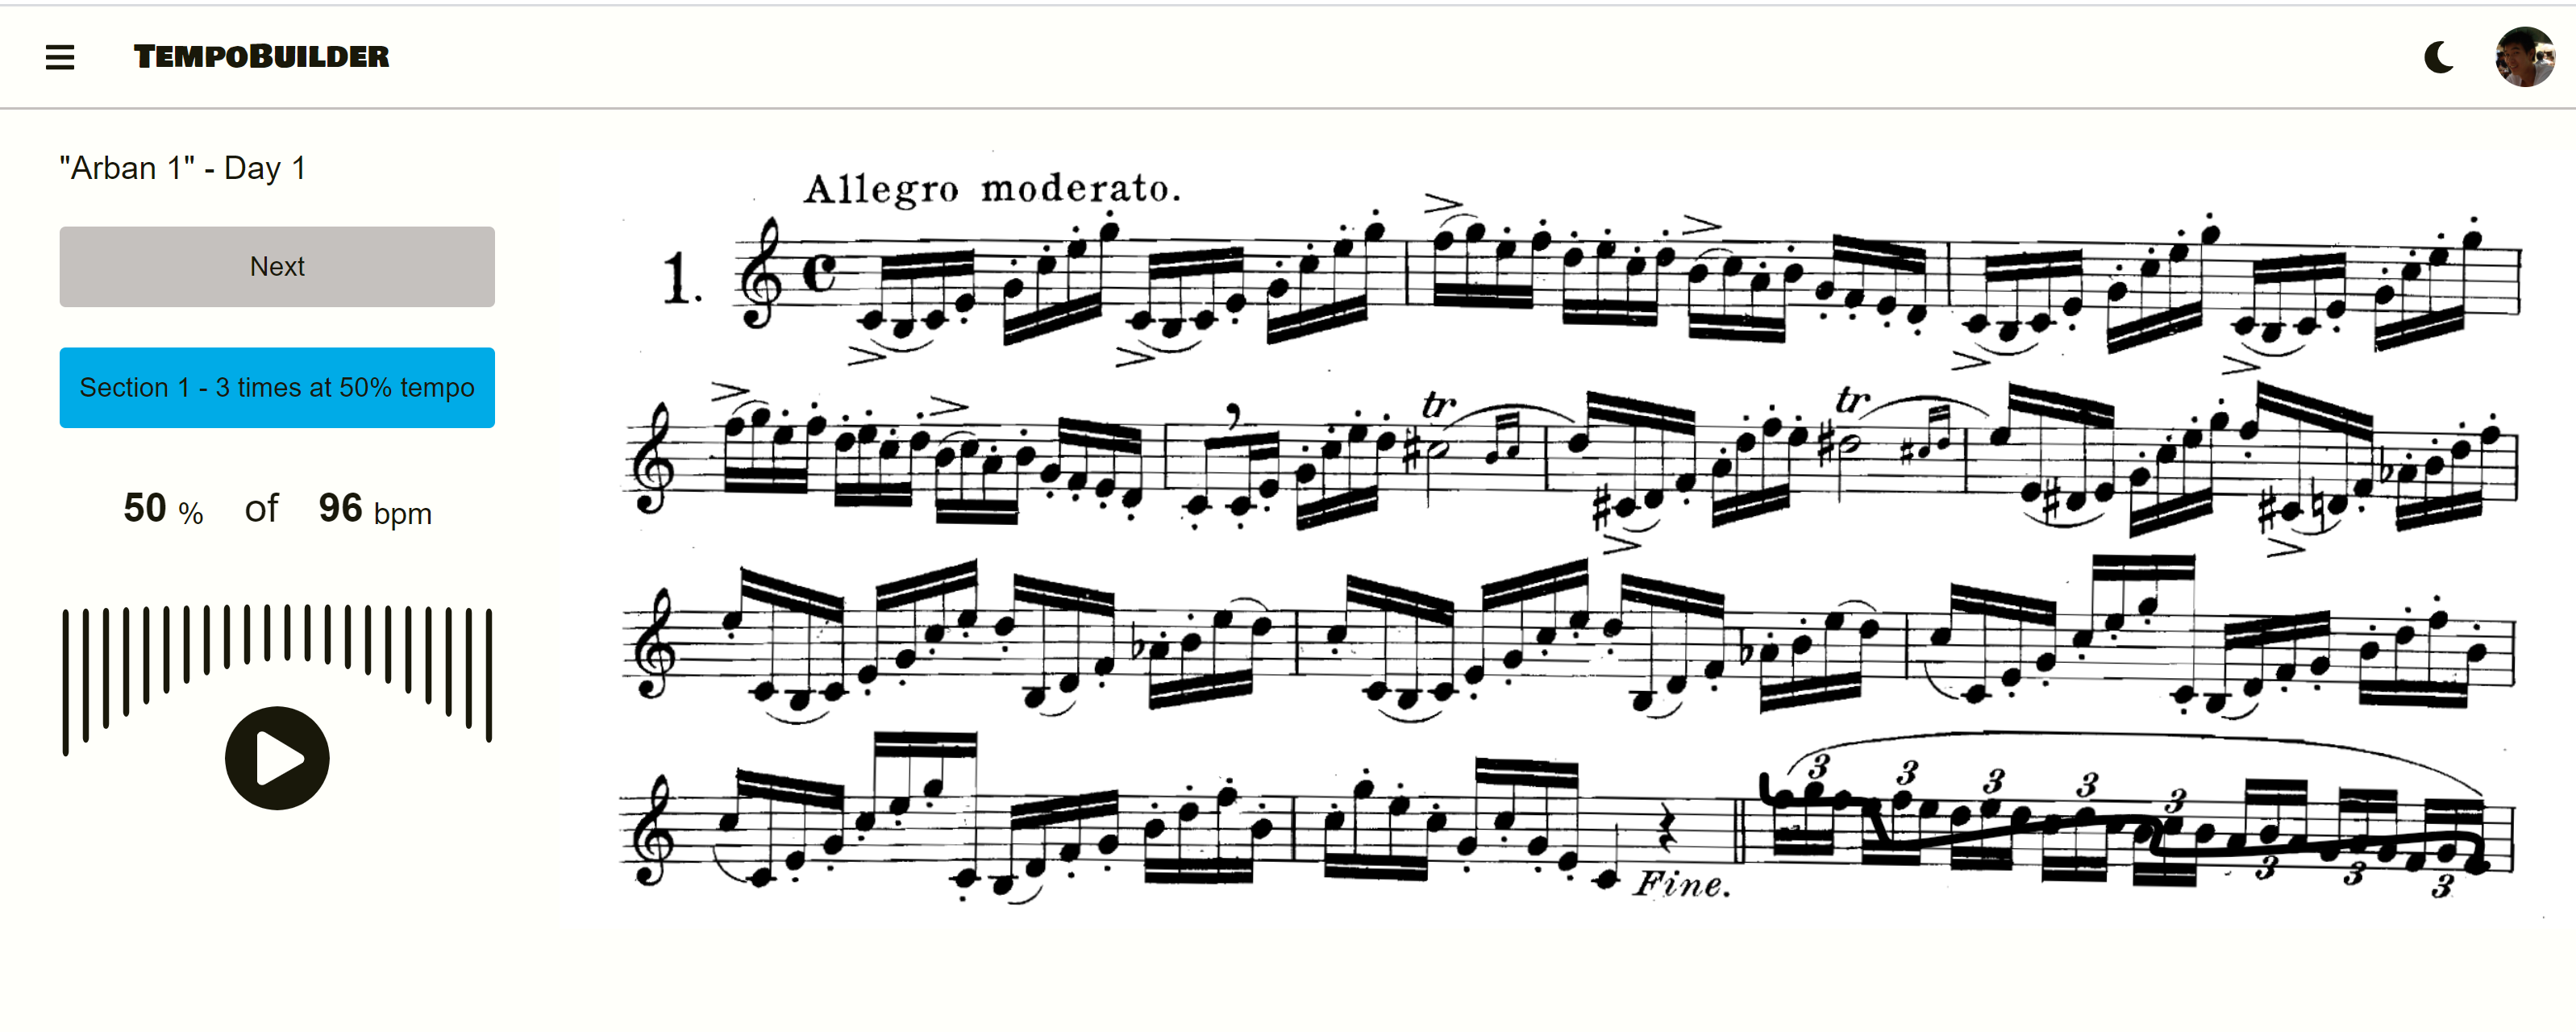 TEMPOBUILDER
"Arban 1" - Day 1
Next
Section 1 - 3 times at 50% tempo
50 % of 96 bpm
Allegro moderato.
1.
tr tr
3 3 3 3 3
Fine.
3 3 3